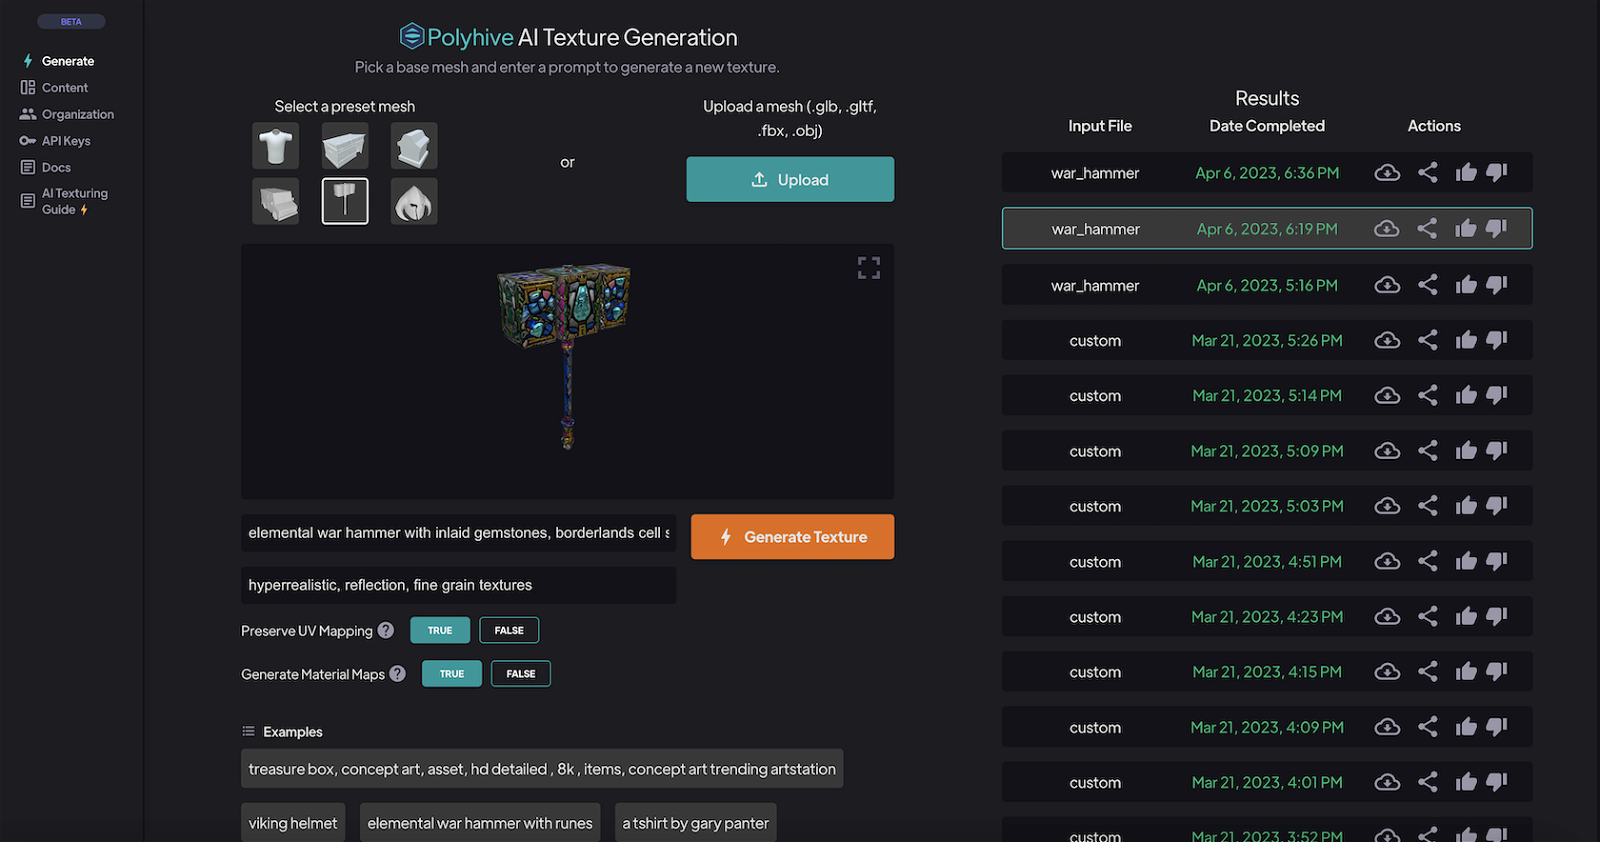 BETA
Generate
Content
Organization
API Keys
Docs
AI Texturing
Guide
Polyhive AI Texture Generation
Pick a base mesh and enter a prompt to generate a new texture.
Select a preset mesh
or
Upload a mesh (.glb, .gltf,
.fbx, .obj)
Upload
elemental war hammer with inlaid gemstones, borderlands cell s
Generate Texture
hyperrealistic, reflection, fine grain textures
Preserve UV Mapping ? TRUE FALSE
Generate Material Maps ? TRUE FALSE
Examples
treasure box, concept art, asset, hd detailed , 8k , items, concept art trending artstation
viking helmet elemental war hammer with runes a tshirt by gary panter
Results
Input File Date Completed Actions
war_hammer Apr 6, 2023, 6:36 PM
war_hammer Apr 6, 2023, 6:19 PM
war_hammer Apr 6, 2023, 5:16 PM
custom Mar 21, 2023, 5:26 PM
custom Mar 21, 2023, 5:14 PM
custom Mar 21, 2023, 5:09 PM
custom Mar 21, 2023, 5:03 PM
custom Mar 21, 2023, 4:51 PM
custom Mar 21, 2023, 4:23 PM
custom Mar 21, 2023, 4:15 PM
custom Mar 21, 2023, 4:09 PM
custom Mar 21, 2023, 4:01 PM
custom Mar 21, 2023, 3:52 PM